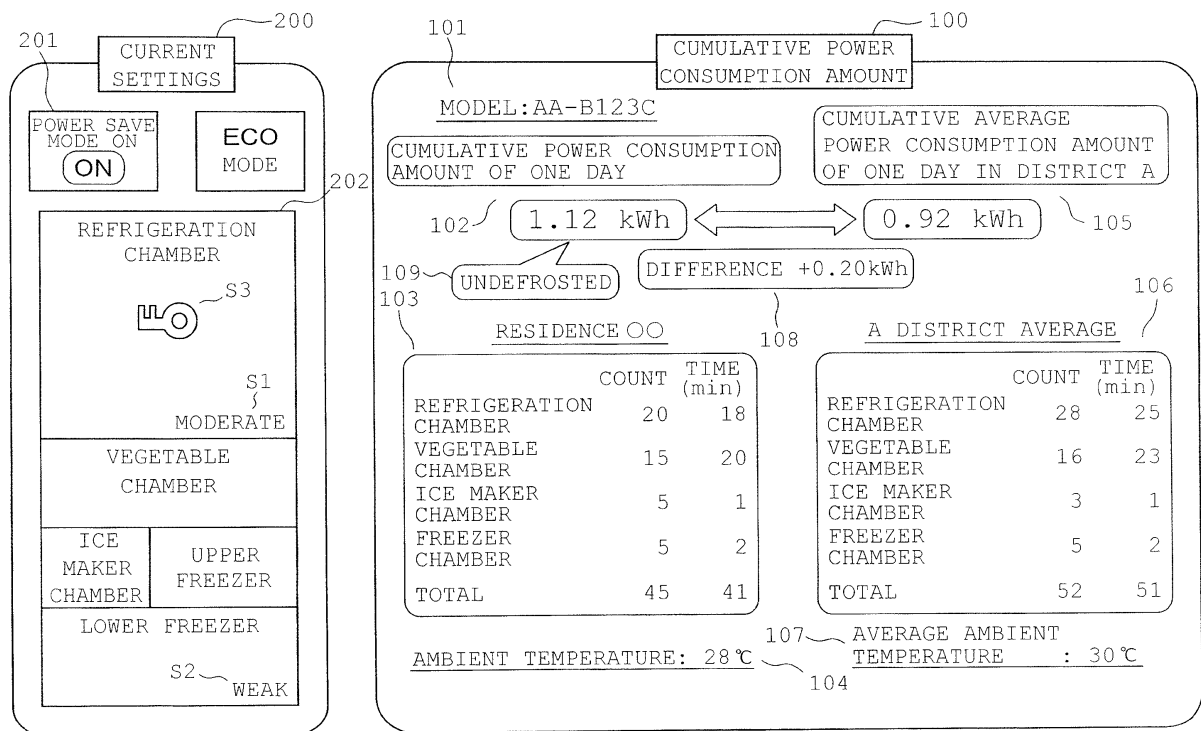 200
201
CURRENT
SETTINGS
POWER SAVE
MODE ON
ON
ECO
MODE
202
REFRIGERATION
CHAMBER
S3
S1
MODERATE
VEGETABLE
CHAMBER
ICE
MAKER
CHAMBER
UPPER
FREEZER
LOWER FREEZER
S2
WEAK
100
101
CUMULATIVE POWER
CONSUMPTION AMOUNT
MODEL:AA-B123C
CUMULATIVE POWER CONSUMPTION
AMOUNT OF ONE DAY
CUMULATIVE AVERAGE
POWER CONSUMPTION AMOUNT
OF ONE DAY IN DISTRICT A
102
1.12 kWh
0.92 kWh
105
109
UNDEFROSTED
DIFFERENCE +0.20kWh
103
108
106
RESIDENCE ○○
COUNT TIME
(min)
REFRIGERATION
CHAMBER 20 18
VEGETABLE
CHAMBER 15 20
ICE MAKER
CHAMBER 5 1
FREEZER
CHAMBER 5 2
TOTAL 45 41
A DISTRICT AVERAGE
COUNT TIME
(min)
REFRIGERATION
CHAMBER 28 25
VEGETABLE
CHAMBER 16 23
ICE MAKER
CHAMBER 3 1
FREEZER
CHAMBER 5 2
TOTAL 52 51
AMBIENT TEMPERATURE: 28℃
104
107
AVERAGE AMBIENT
TEMPERATURE : 30℃